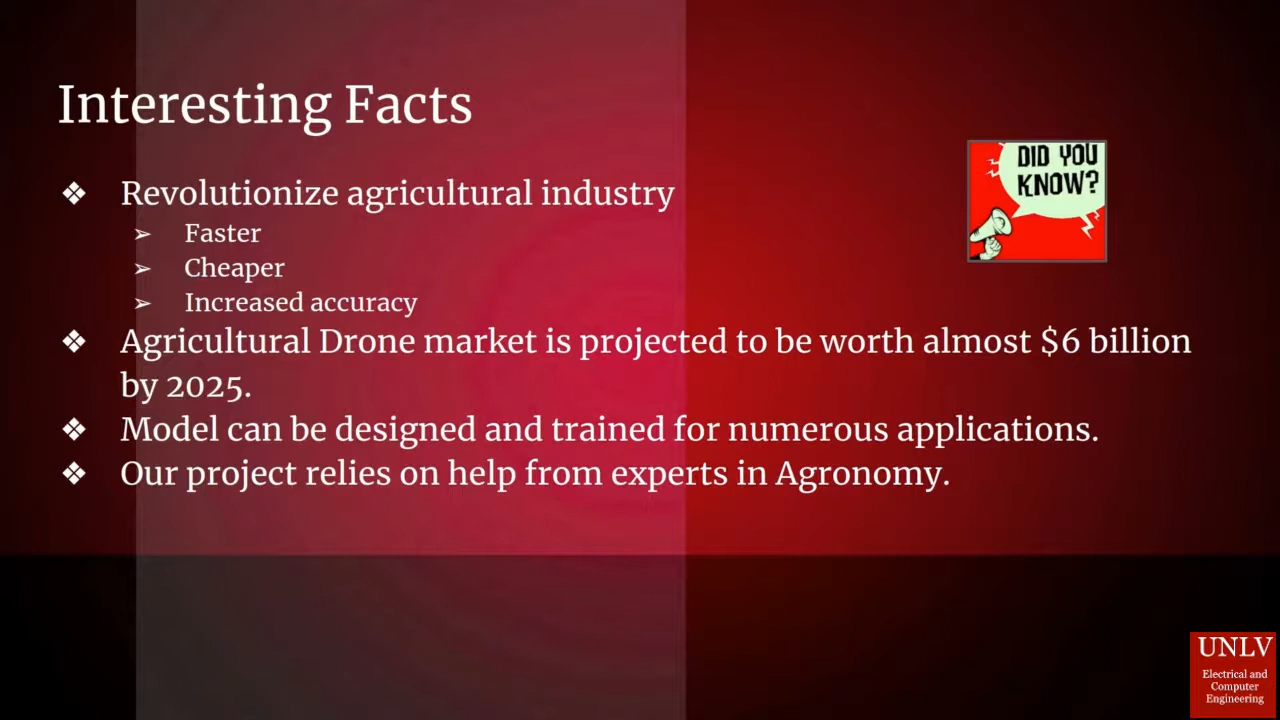 Interesting Facts
DID YOU
KNOW?
❖ Revolutionize agricultural industry
➢ Faster
➢ Cheaper
➢ Increased accuracy
❖ Agricultural Drone market is projected to be worth almost $6 billion
by 2025.
❖ Model can be designed and trained for numerous applications.
❖ Our project relies on help from experts in Agronomy.
UNLV
Electrical and
Computer
Engineering